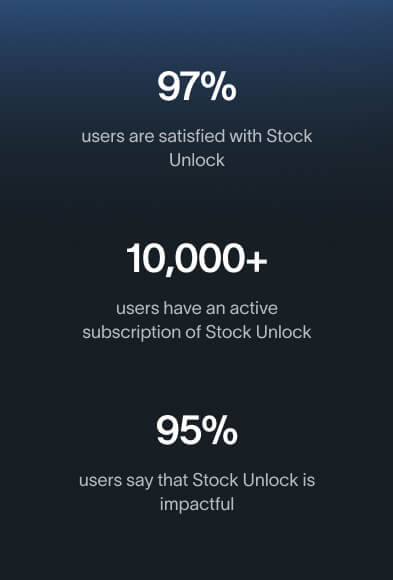 97%
users are satisfied with Stock
Unlock
10,000+
users have an active
subscription of Stock Unlock
95%
users say that Stock Unlock is
impactful